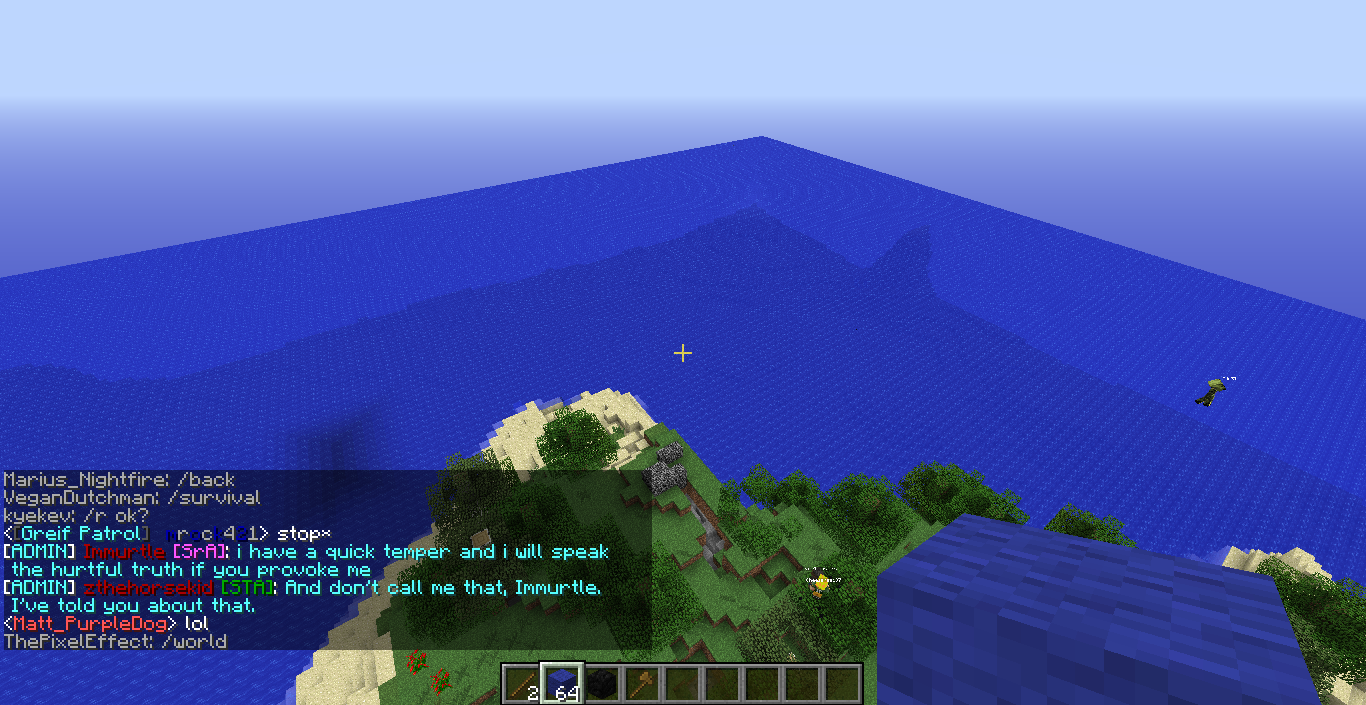 Marius_Nightfire: /back
VeganDutchman: /survival
kyekev: /r ok?
<[Greif Patrol] rock421> stop*
[ADMIN] Immurtle [SrA]: i have a quick temper and i will speak
the hurtful truth if you provoke me
[ADMIN] zthehorsekid [STA]: And don't call me that, Immurtle.
I've told you about that.
<Matt_PurpleDog> lol
ThePixelEffect: /world
2 64